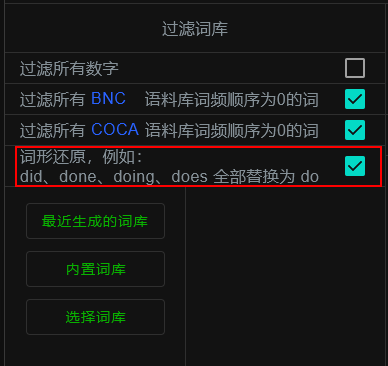 过滤词库
过滤所有数字
过滤所有 BNC 语料库词频顺序为0的词
过滤所有 COCA 语料库词频顺序为0的词
词形还原，例如：
did、done、doing、does 全部替换为 do
最近生成的词库
内置词库
选择词库